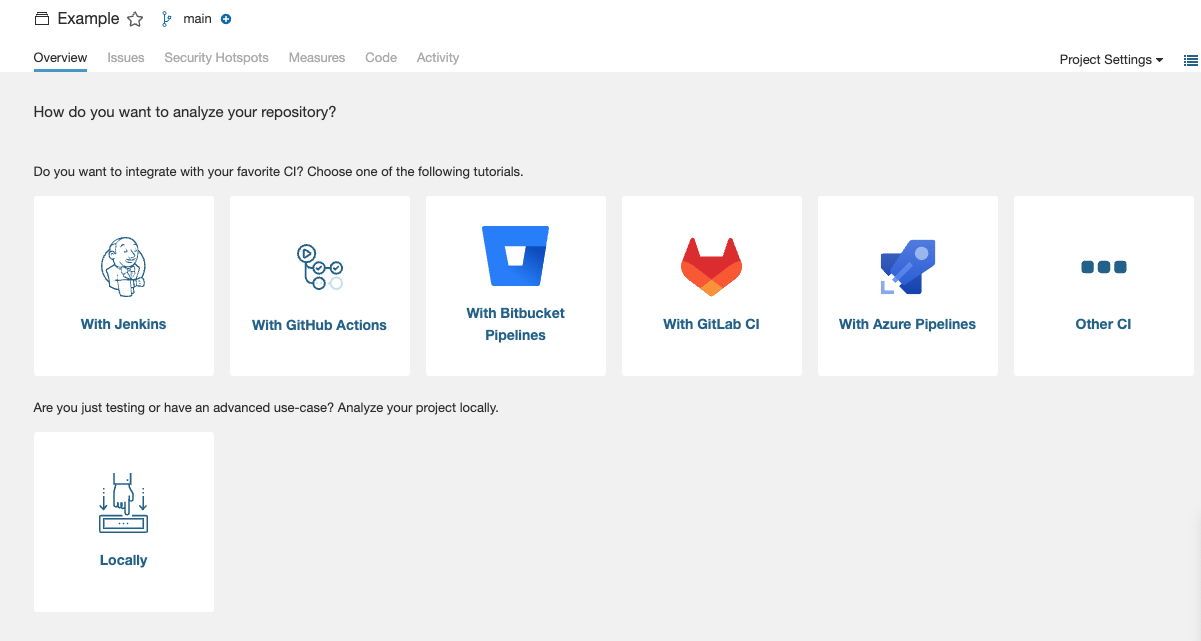 Example main
Overview Issues Security Hotspots Measures Code Activity Project Settings
How do you want to analyze your repository?
Do you want to integrate with your favorite CI? Choose one of the following tutorials.
With Jenkins
With GitHub Actions
With Bitbucket
Pipelines
With GitLab CI
With Azure Pipelines
Other CI
Are you just testing or have an advanced use-case? Analyze your project locally.
Locally